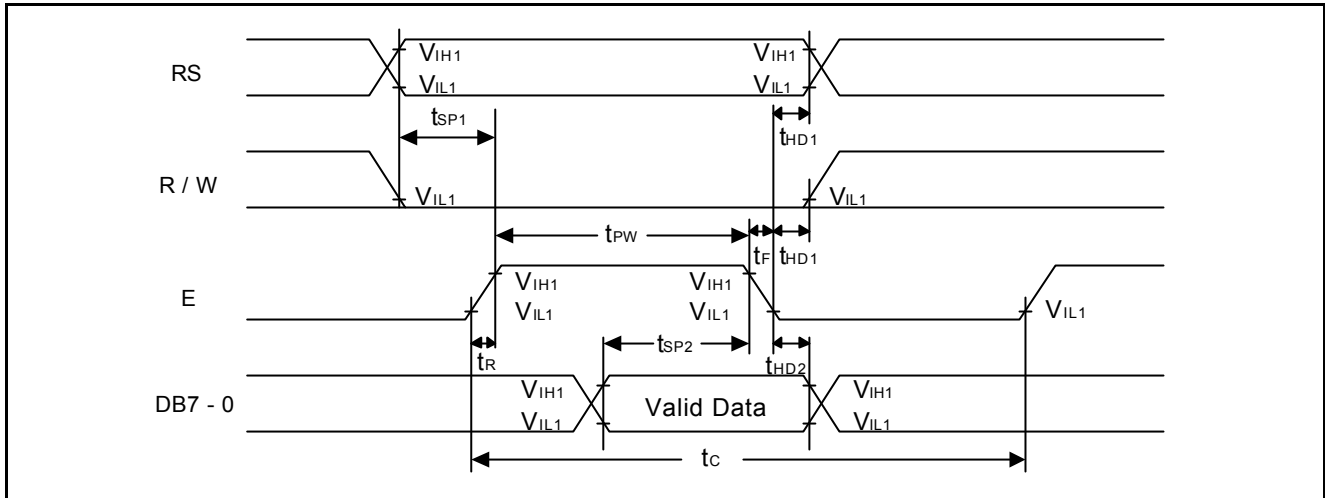 RS
VIH1
VIH1
VIL1
VIL1
tSP1
tHD1
R / W
VIL1
VIL1
tPW
tF
tHD1
E
VIH1
VIH1
VIL1
VIL1
VIL1
tR
tSP2
tHD2
DB7 - 0
VIH1
Valid Data
VIH1
VIL1
VIL1
tC